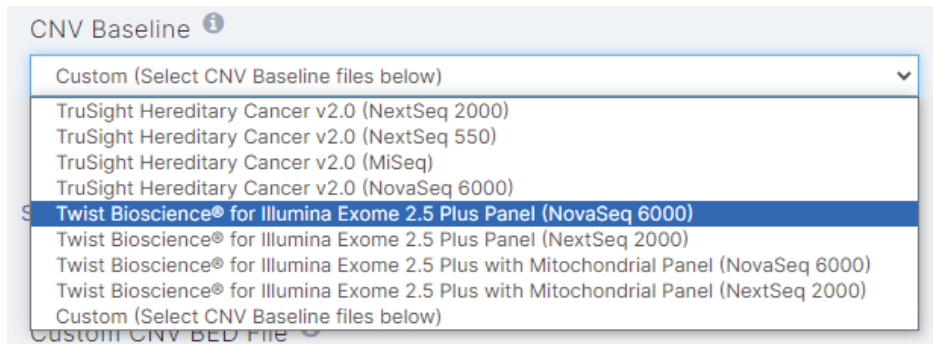 CNV Baseline
Custom (Select CNV Baseline files below)
TruSight Hereditary Cancer v2.0 (NextSeq 2000)
TruSight Hereditary Cancer v2.0 (NextSeq 550)
TruSight Hereditary Cancer v2.0 (MiSeq)
TruSight Hereditary Cancer v2.0 (NovaSeq 6000)
Twist Bioscience® for Illumina Exome 2.5 Plus Panel (NovaSeq 6000)
Twist Bioscience® for Illumina Exome 2.5 Plus Panel (NextSeq 2000)
Twist Bioscience® for Illumina Exome 2.5 Plus with Mitochondrial Panel (NovaSeq 6000)
Twist Bioscience® for Illumina Exome 2.5 Plus with Mitochondrial Panel (NextSeq 2000)
Custom (Select CNV Baseline files below)
Custom CNV BED File